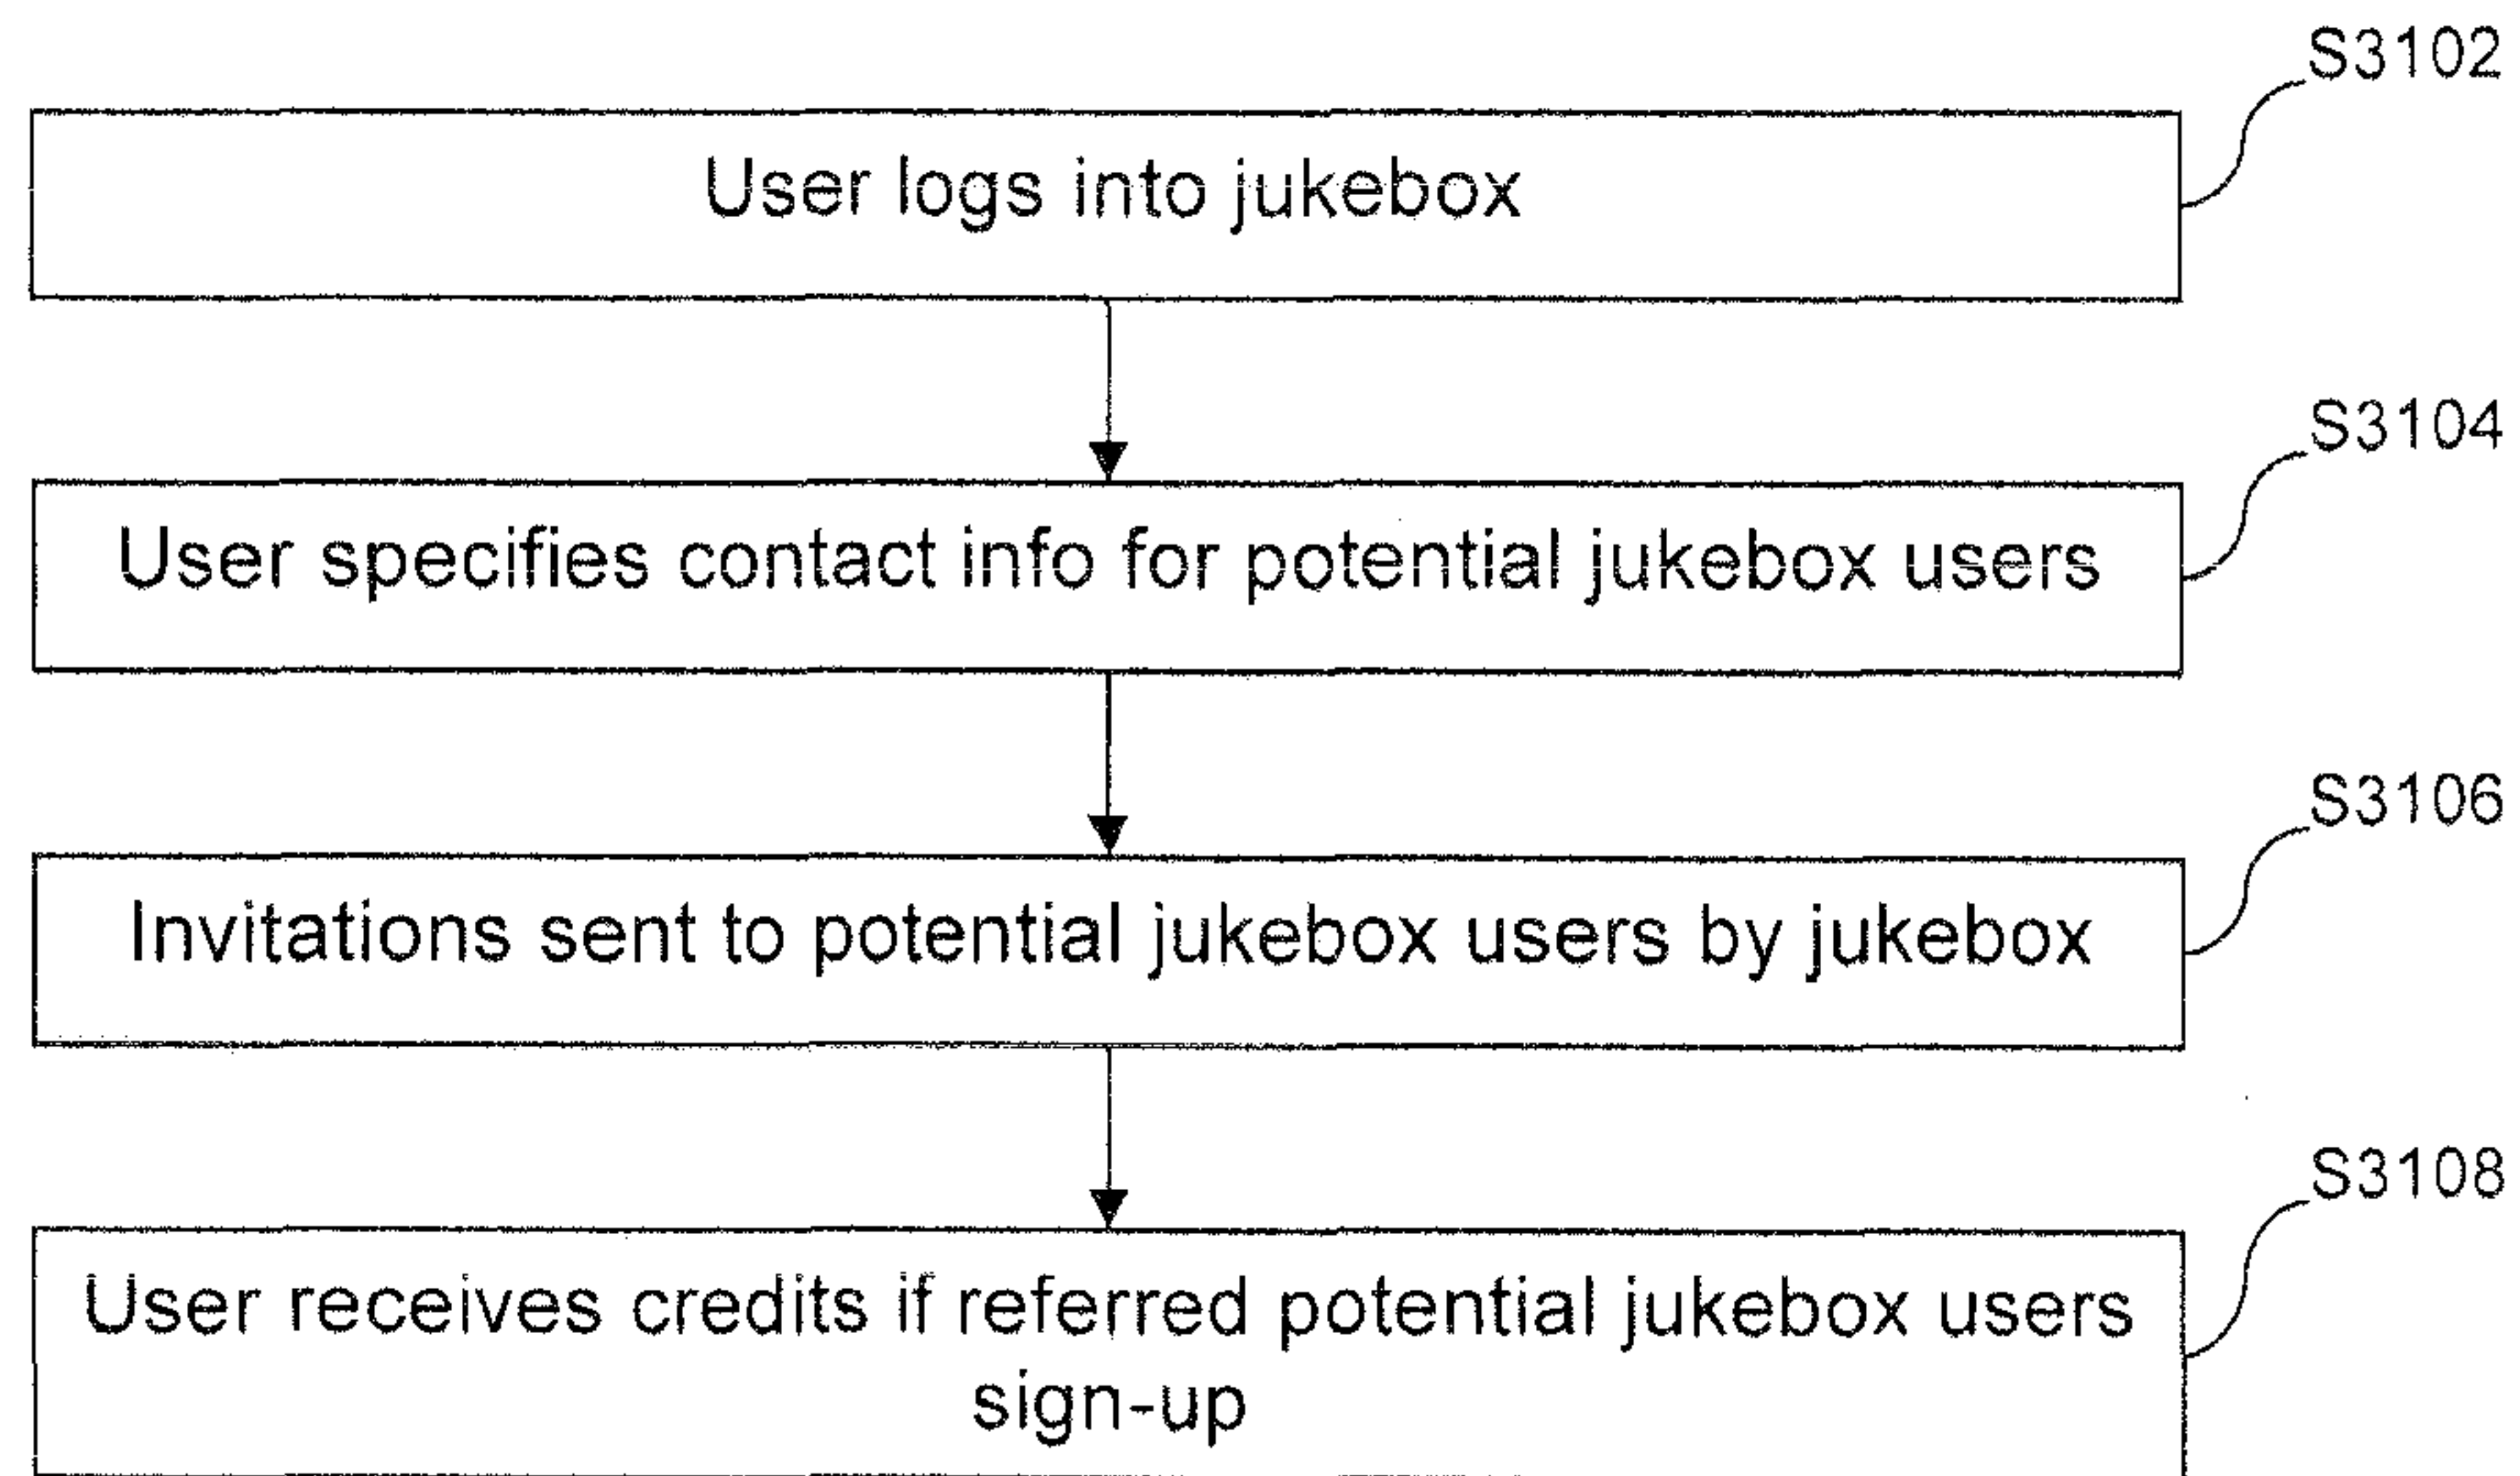 S3102
User logs into jukebox
S3104
User specifies contact info for potential jukebox users
S3106
Invitations sent to potential jukebox users by jukebox
S3108
User receives credits if referred potential jukebox users
sign-up